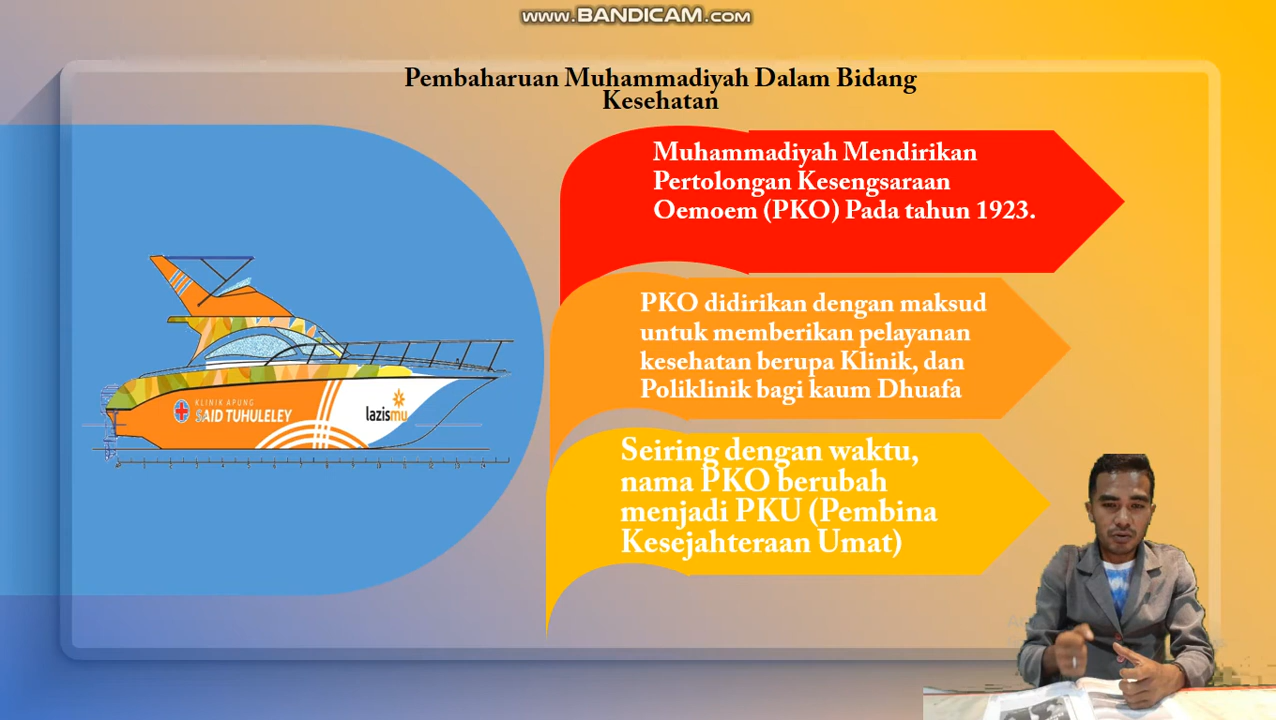 WWW.BANDICAM.COM
Pembaharuan Muhammadiyah Dalam Bidang
Kesehatan
Muhammadiyah Mendirikan
Pertolongan Kesengsaraan
Oemoem (PKO) Pada tahun 1923.
PKO didirikan dengan maksud
untuk memberikan pelayanan
kesehatan berupa Klinik, dan
Poliklinik bagi kaum Dhuafa
Seiring dengan waktu,
nama PKO berubah
menjadi PKU (Pembina
Kesejahteraan Umat)
KLINIK APUNG
SAID TUHULELEY
lazismu